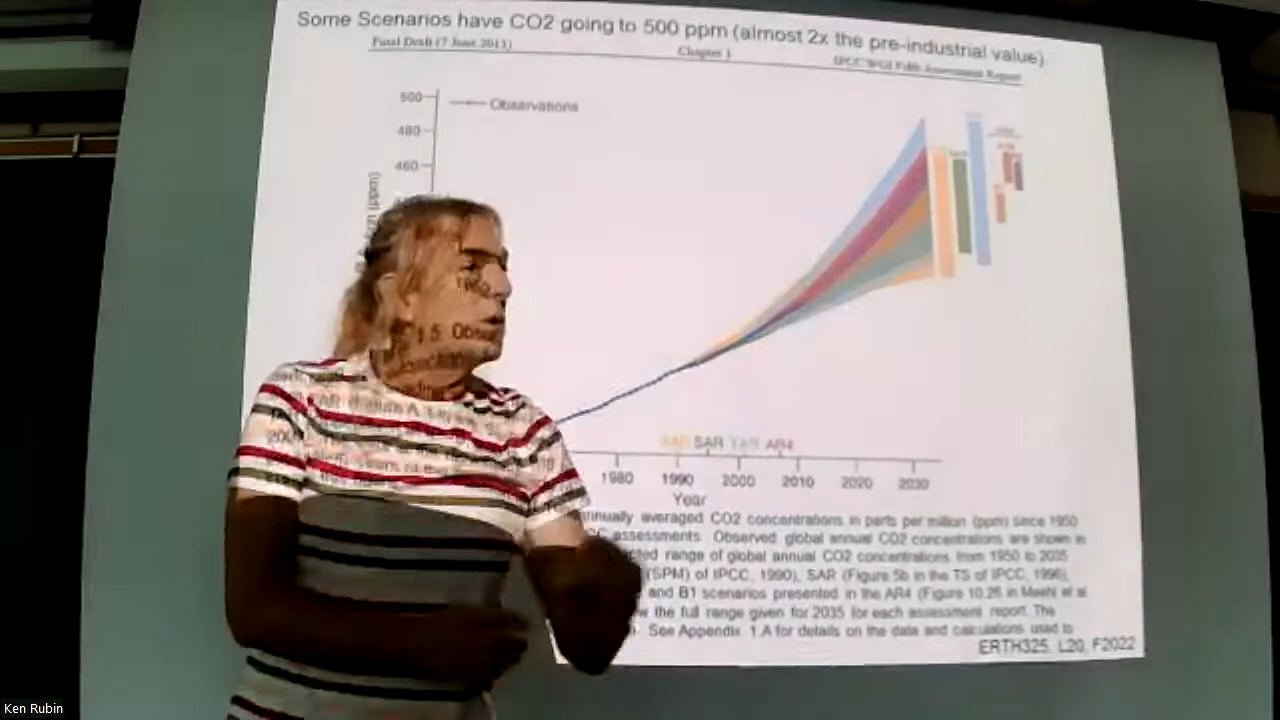 Some Scenarios have CO2 going to 500 ppm (almost 2x the pre-industrial value).
Final Draft (7 June 2013) Chapter 1 IPCC WGI Fifth Assessment Report
500
Observations
480
460
SAR AR4
1980 1990 2000 2010 2020 2030
Year
annually averaged CO2 concentrations in parts per million (ppm) since 1950
assessments. Observed global annual CO2 concentrations are shown in
range of global annual CO2 concentrations from 1950 to 2035
(SPM) of IPCC, 1990), SAR (Figure 5b in the TS of IPCC, 1996),
and B1 scenarios presented in the AR4 (Figure 10.26 in Meehl et al
the full range given for 2035 for each assessment report. The
See Appendix 1.A for details on the data and calculations used to
ERTH325, L20, F2022
Ken Rubin